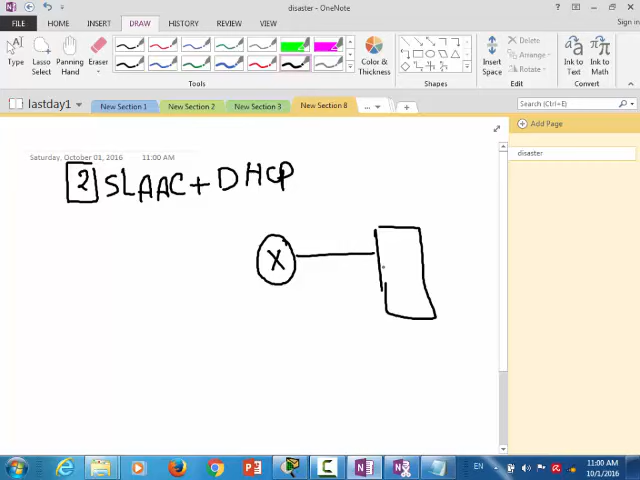 disaster - OneNote
FILE HOME INSERT DRAW HISTORY REVIEW VIEW
Sign in
Type
Lasso Select
Panning Hand
Eraser
Color & Thickness
Insert Space
Delete
Arrange
Rotate
Ink to Text
Ink to Math
Tools
Shapes
Edit
Convert
lastday1 New Section 1 New Section 2 New Section 3 New Section 8 ... Search (Ctrl+E)
Add Page
disaster
Saturday, October 01, 2016 11:00 AM
2 SLAAC + DHCP
X
EN
11:00 AM
10/1/2016